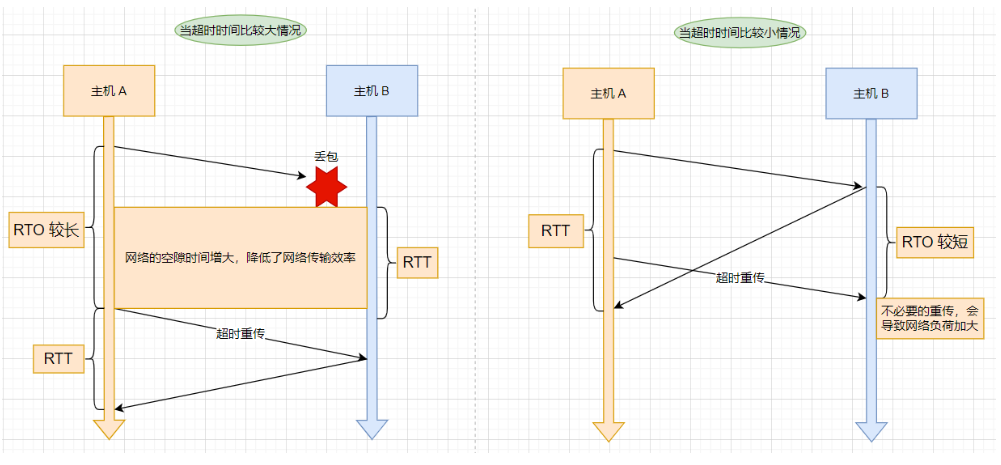 当超时时间比较大情况
主机 A
主机 B
丢包
RTO 较长
网络的空隙时间增大，降低了网络传输效率
RTT
超时重传
RTT
当超时时间比较小情况
主机 A
主机 B
RTT
RTO 较短
超时重传
不必要的重传，会
导致网络负荷加大